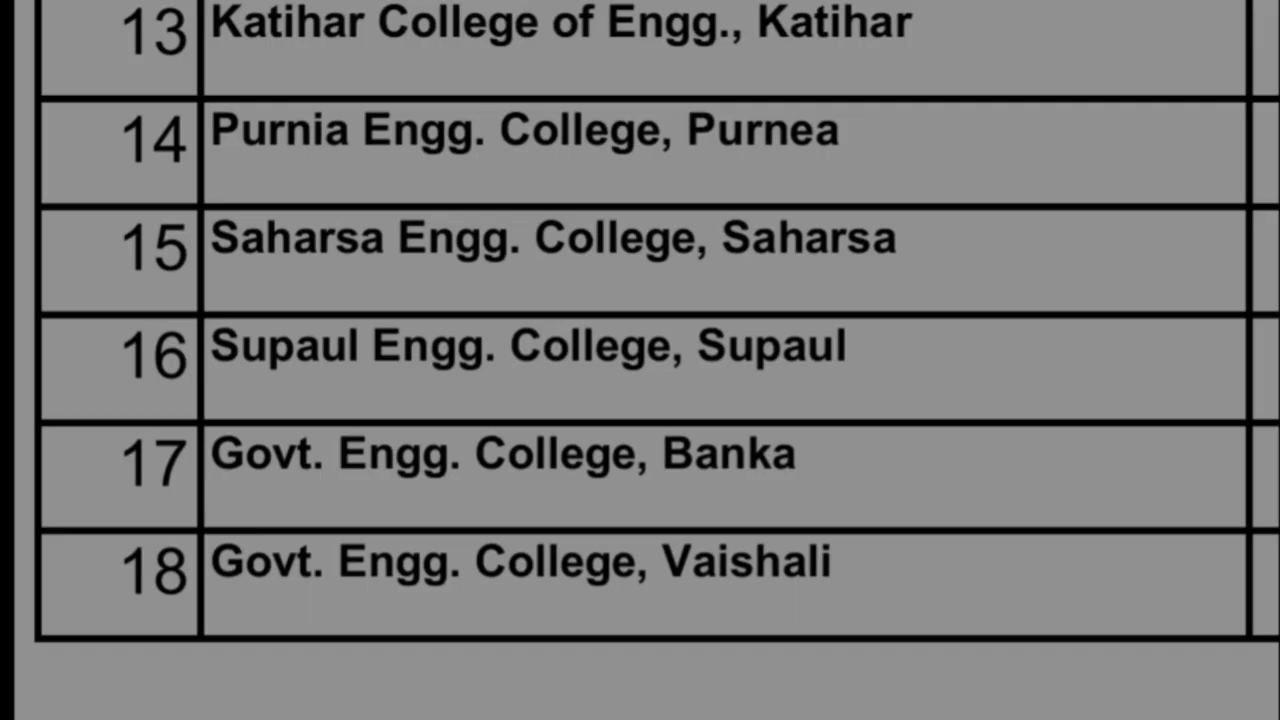 13 Katihar College of Engg., Katihar
14 Purnia Engg. College, Purnea
15 Saharsa Engg. College, Saharsa
16 Supaul Engg. College, Supaul
17 Govt. Engg. College, Banka
18 Govt. Engg. College, Vaishali